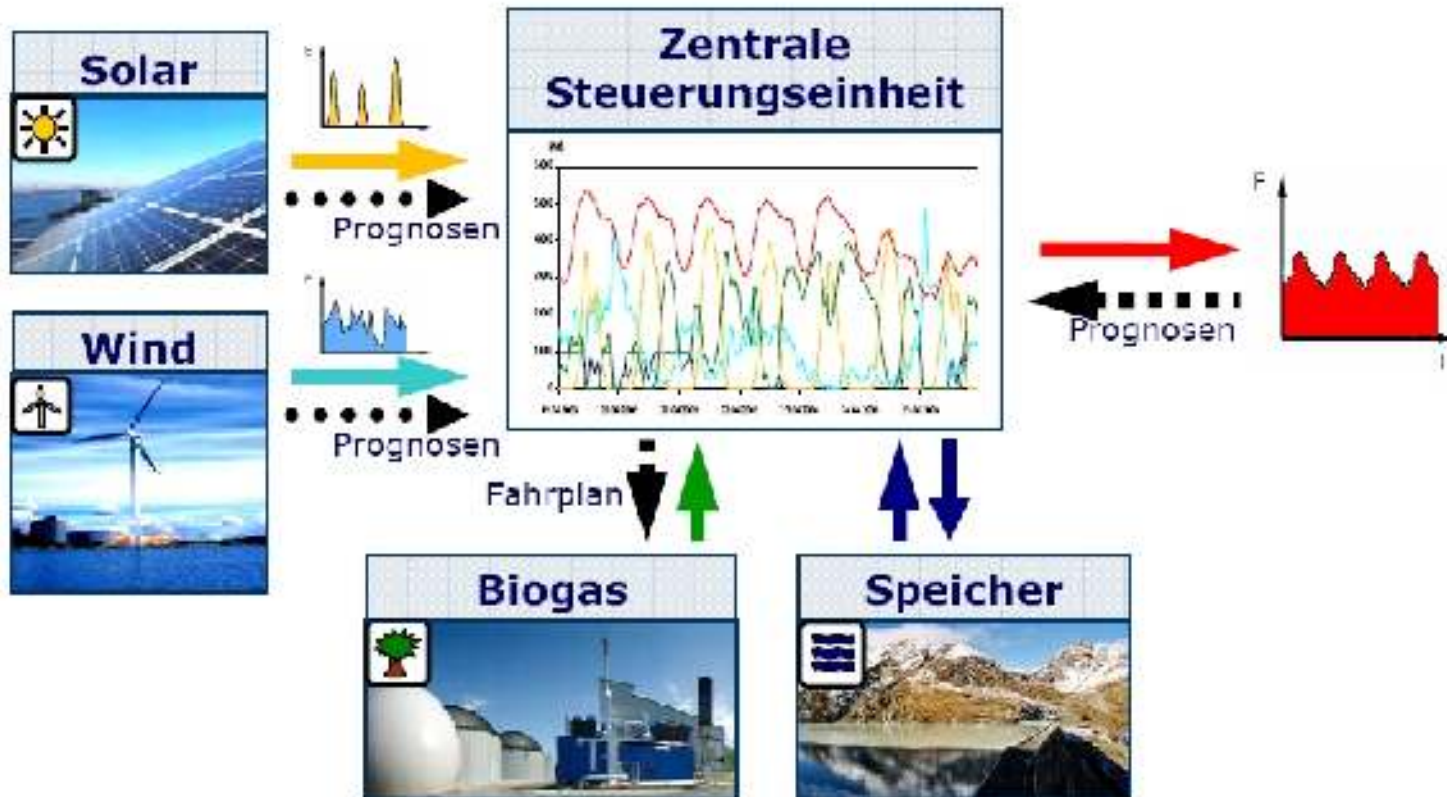 Solar
Prognosen
Wind
Prognosen
Zentrale
Steuerungseinheit
Prognosen
Fahrplan
Biogas
Speicher